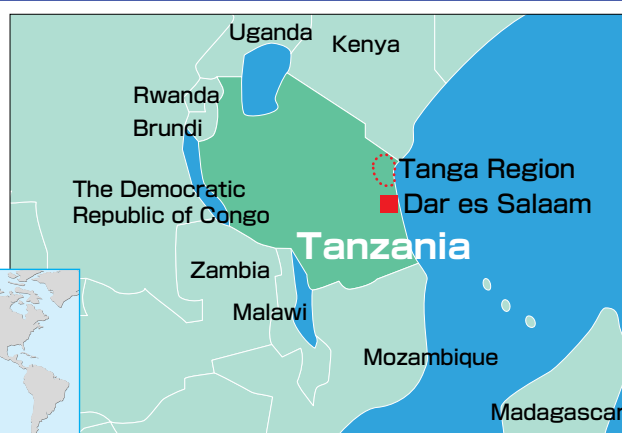 Uganda
Kenya
Rwanda
Brundi
Tanga Region
The Democratic
Republic of Congo
Dar es Salaam
Tanzania
Zambia
Malawi
Mozambique
Madagascar